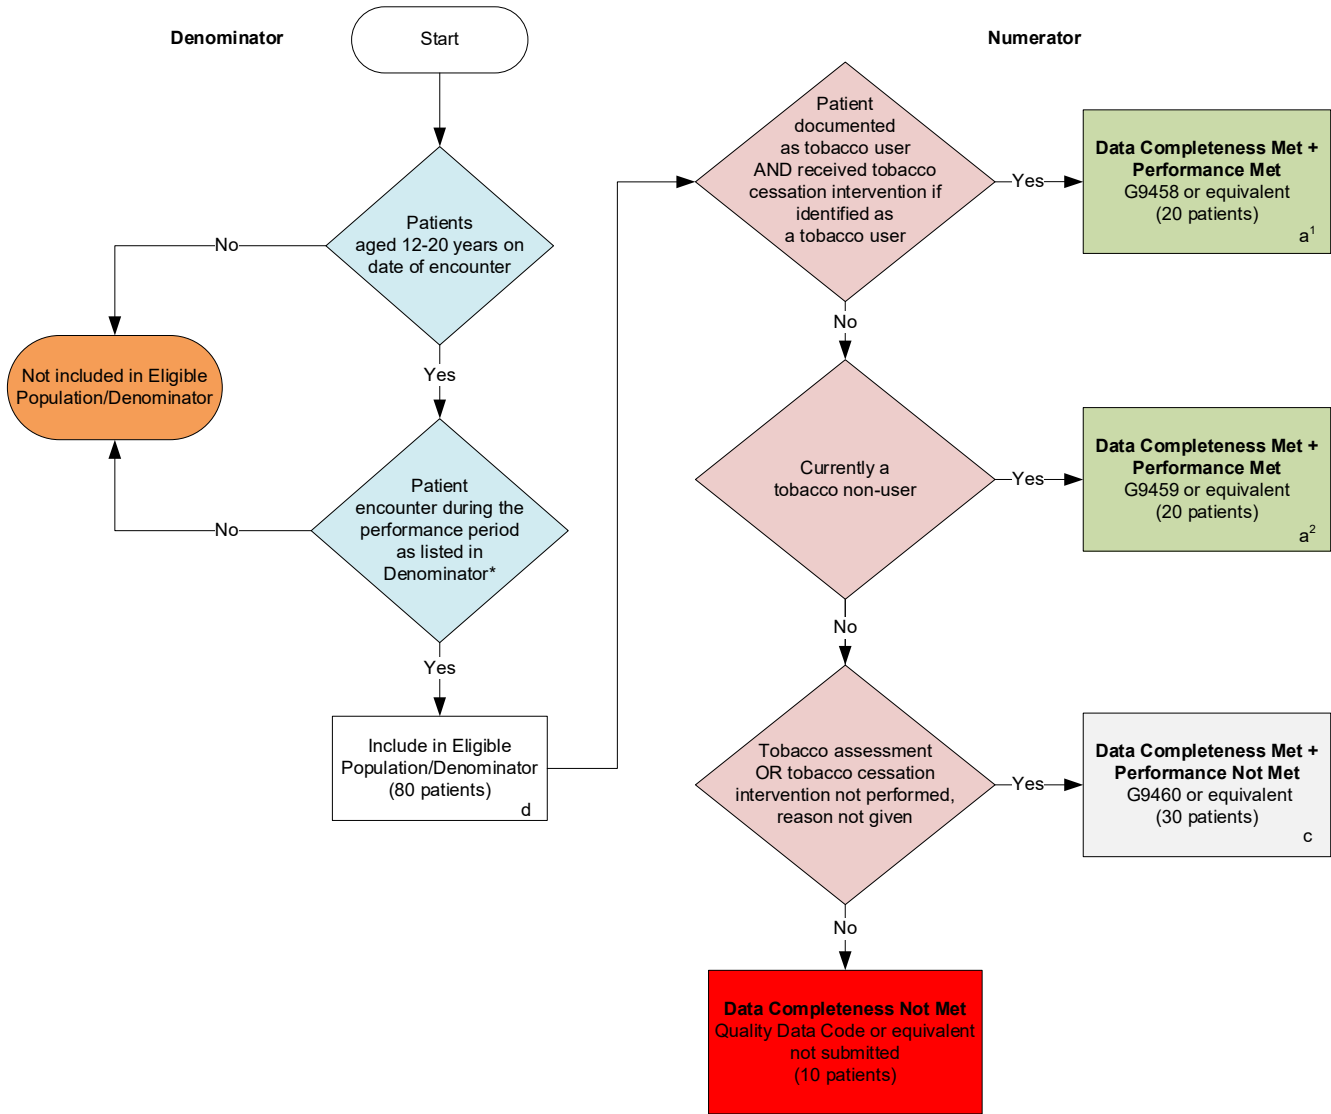 Denominator
Start
Numerator
Patients
aged 12-20 years on
date of encounter
No
Yes
Not included in Eligible
Population/Denominator
Patient
encounter during the
performance period
as listed in
Denominator*
No
Yes
Include in Eligible
Population/Denominator
(80 patients)
d
Patient
documented
as tobacco user
AND received tobacco
cessation intervention if
identified as
a tobacco user
Yes
Data Completeness Met +
Performance Met
G9458 or equivalent
(20 patients)
a¹
No
Currently a
tobacco non-user
Yes
Data Completeness Met +
Performance Met
G9459 or equivalent
(20 patients)
a²
No
Tobacco assessment
OR tobacco cessation
intervention not performed,
reason not given
Yes
Data Completeness Met +
Performance Not Met
G9460 or equivalent
(30 patients)
c
No
Data Completeness Not Met
Quality Data Code or equivalent
not submitted
(10 patients)